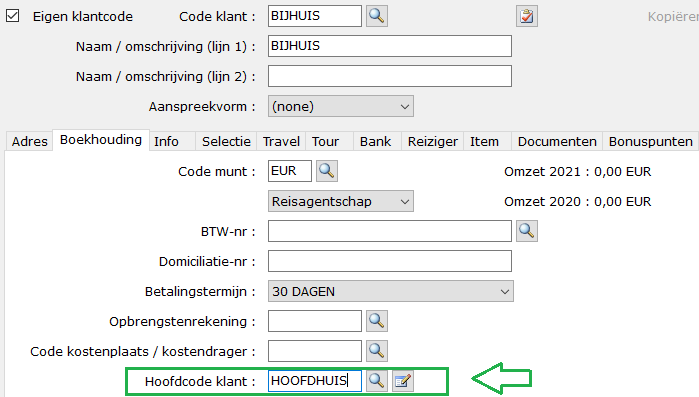 Eigen klantcode Code klant : BIJHUIS Kopiëren
Naam / omschrijving (lijn 1) : BIJHUIS
Naam / omschrijving (lijn 2) :
Aanspreekvorm : (none)
Adres Boekhouding Info Selectie Travel Tour Bank Reiziger Item Documenten Bonuspunten
Code munt : EUR Omzet 2021 : 0,00 EUR
Reisagentschap Omzet 2020 : 0,00 EUR
BTW-nr :
Domiciliatie-nr :
Betalingstermijn : 30 DAGEN
Opbrengstenrekening :
Code kostenplaats / kostendrager :
Hoofdcode klant : HOOFDHUIS